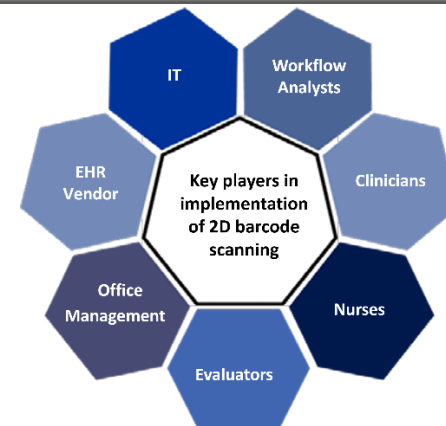 IT
Workflow
Analysts
EHR
Vendor
Key players in
implementation
of 2D barcode
scanning
Clinicians
Office
Management
Nurses
Evaluators